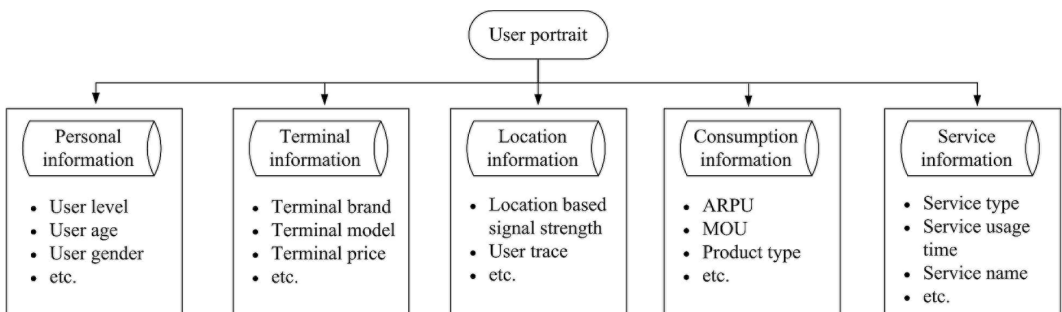 User portrait
Personal
information
• User level
• User age
• User gender
• etc.
Terminal
information
• Terminal brand
• Terminal model
• Terminal price
• etc.
Location
information
• Location based
signal strength
• User trace
• etc.
Consumption
information
• ARPU
• MOU
• Product type
• etc.
Service
information
• Service type
• Service usage
time
• Service name
• etc.